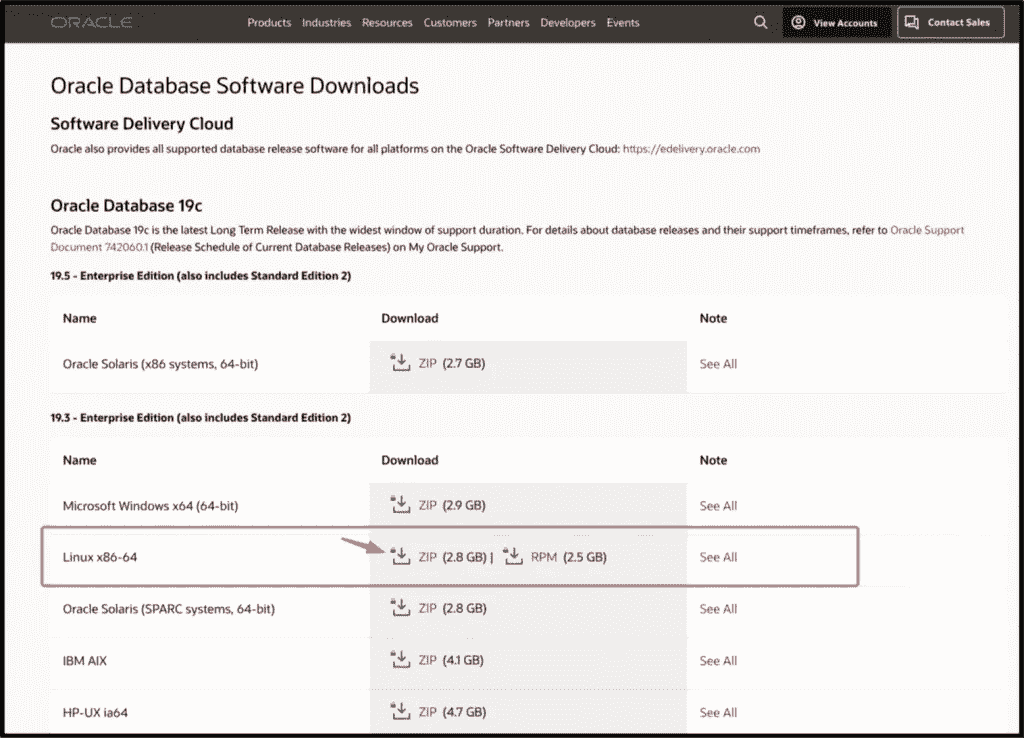 ORACLE Products Industries Resources Customers Partners Developers Events View Accounts Contact Sales
Oracle Database Software Downloads
Software Delivery Cloud
Oracle also provides all supported database release software for all platforms on the Oracle Software Delivery Cloud: https://edelivery.oracle.com
Oracle Database 19c
Oracle Database 19c is the latest Long Term Release with the widest window of support duration. For details about database releases and their support timeframes, refer to Oracle Support
Document 742060.1 (Release Schedule of Current Database Releases) on My Oracle Support.
19.5 - Enterprise Edition (also includes Standard Edition 2)
Name Download Note
Oracle Solaris (x86 systems, 64-bit) ZIP (2.7 GB) See All
19.3 - Enterprise Edition (also includes Standard Edition 2)
Name Download Note
Microsoft Windows x64 (64-bit) ZIP (2.9 GB) See All
Linux x86-64 ZIP (2.8 GB) | RPM (2.5 GB) See All
Oracle Solaris (SPARC systems, 64-bit) ZIP (2.8 GB) See All
IBM AIX ZIP (4.1 GB) See All
HP-UX ia64 ZIP (4.7 GB) See All